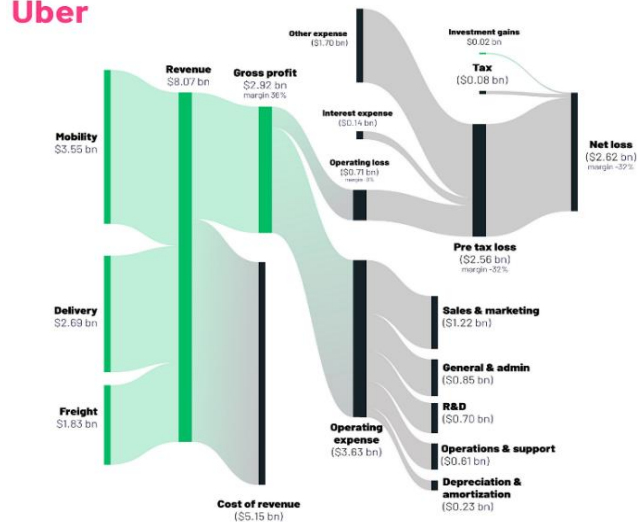 Uber
Other expense
($1.70 bn)
Investment gains
$0.02 bn
Revenue
$8.07 bn
Gross profit
$2.92 bn
margin 36%
Tax
($0.08 bn)
Interest expense
($0.14 bn)
Mobility
$3.55 bn
Net loss
($2.62 bn)
margin -32%
Operating loss
($0.71 bn)
margin -9%
Pre tax loss
($2.56 bn)
margin -32%
Delivery
$2.69 bn
Sales & marketing
($1.22 bn)
General & admin
($0.85 bn)
Freight
$1.83 bn
R&D
($0.70 bn)
Operating
expense
($3.63 bn)
Operations & support
($0.61 bn)
Depreciation &
amortization
($0.23 bn)
Cost of revenue
($5.15 bn)